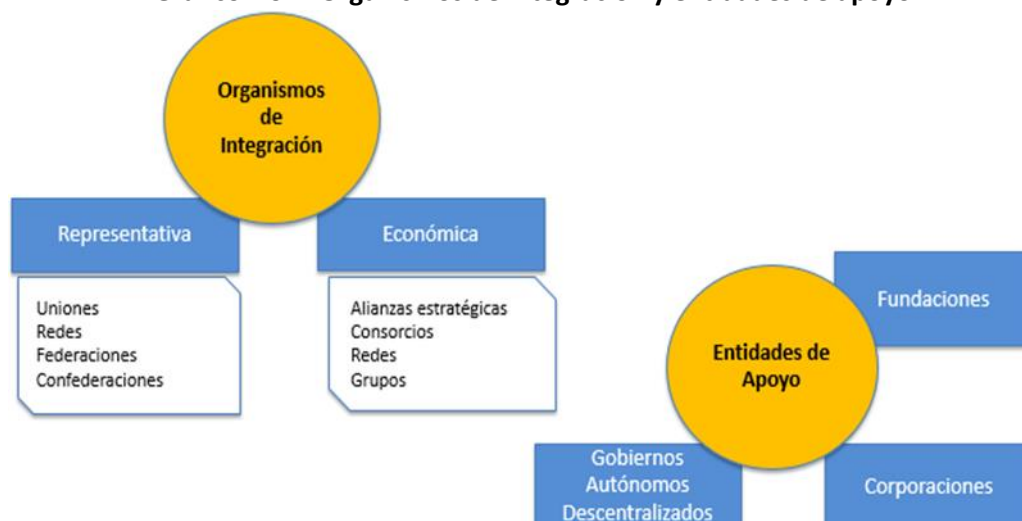 Organismos
de
Integración
Representativa
Económica
Uniones
Redes
Federaciones
Confederaciones
Alianzas estratégicas
Consorcios
Redes
Grupos
Fundaciones
Entidades de
Apoyo
Gobiernos
Autónomos
Descentralizados
Corporaciones